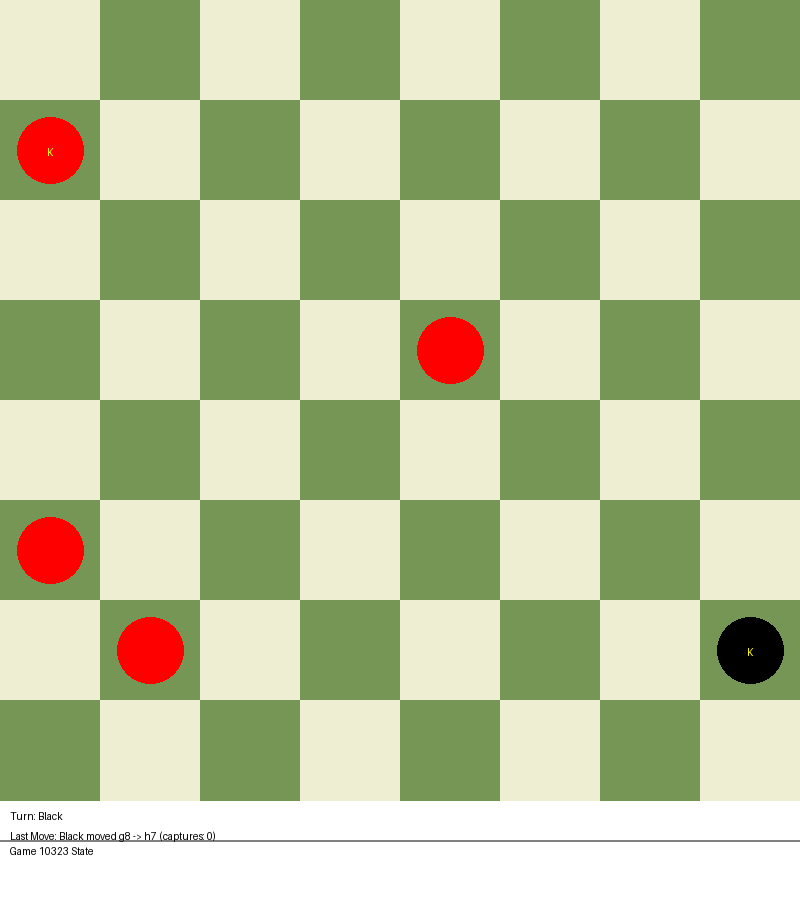 K
K
K
Turn: Black
Last Move: Black moved g8 -> h7 (captures: 0)
Game 10323 State